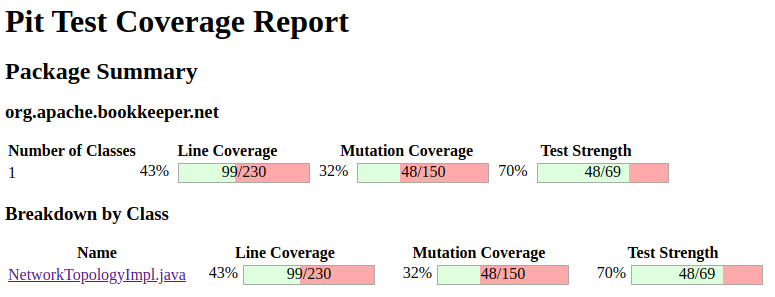 Pit Test Coverage Report
Package Summary
org.apache.bookkeeper.net
Number of Classes Line Coverage Mutation Coverage Test Strength
1 43% 99/230 32% 48/150 70% 48/69
Breakdown by Class
Name Line Coverage Mutation Coverage Test Strength
NetworkTopologyImpl.java 43% 99/230 32% 48/150 70% 48/69